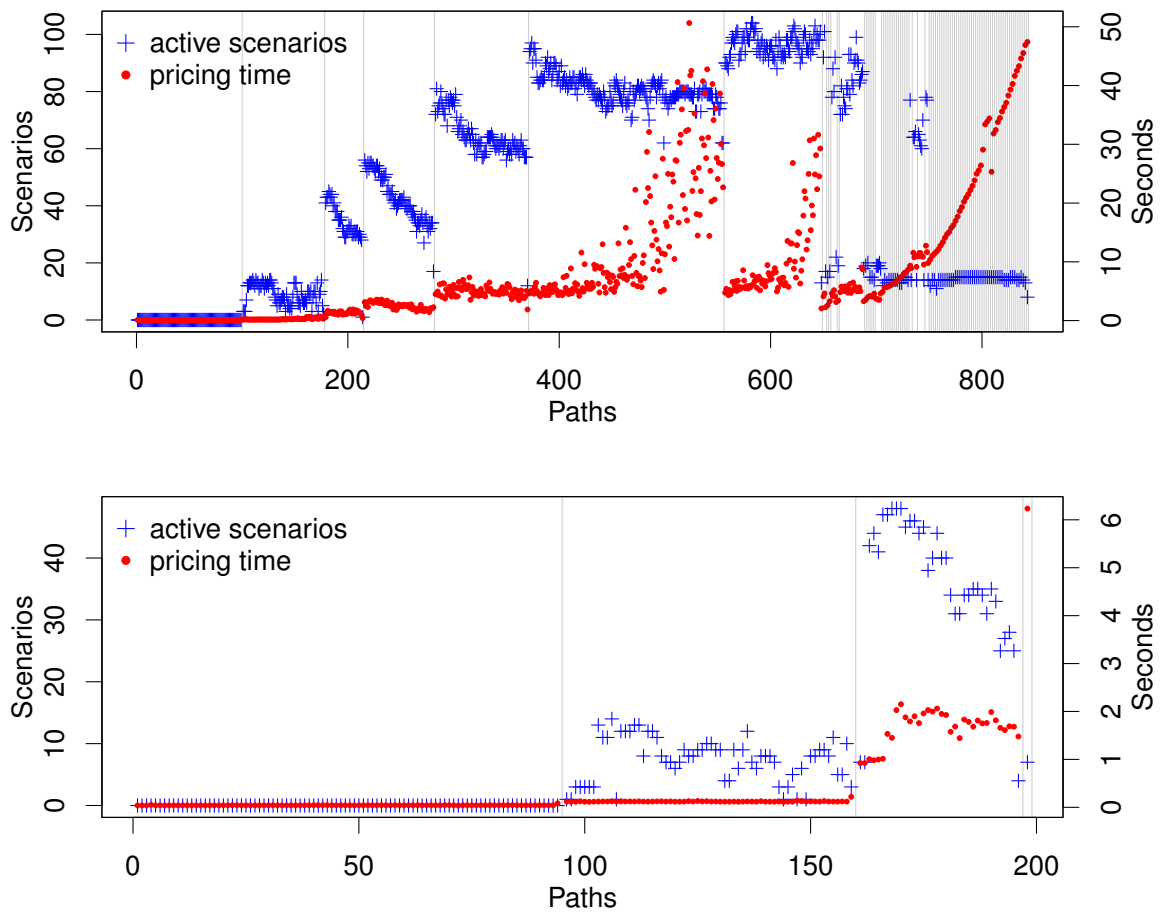 active scenarios
pricing time
Scenarios
0 20 40 60 80 100
Seconds
0 10 20 30 40 50
0 200 400 600 800
Paths
active scenarios
pricing time
Scenarios
0 10 20 30 40
Seconds
0 1 2 3 4 5 6
0 50 100 150 200
Paths